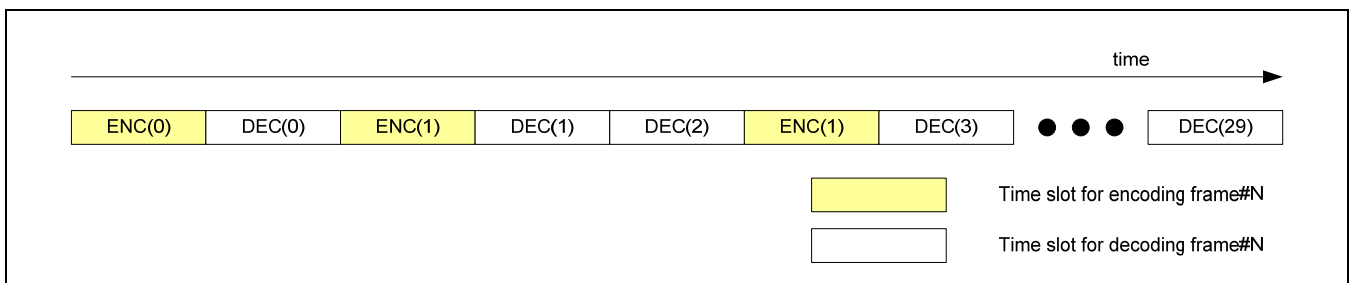 time
ENC(0) DEC(0) ENC(1) DEC(1) DEC(2) ENC(1) DEC(3) ● ● ● DEC(29)
Time slot for encoding frame#N
Time slot for decoding frame#N